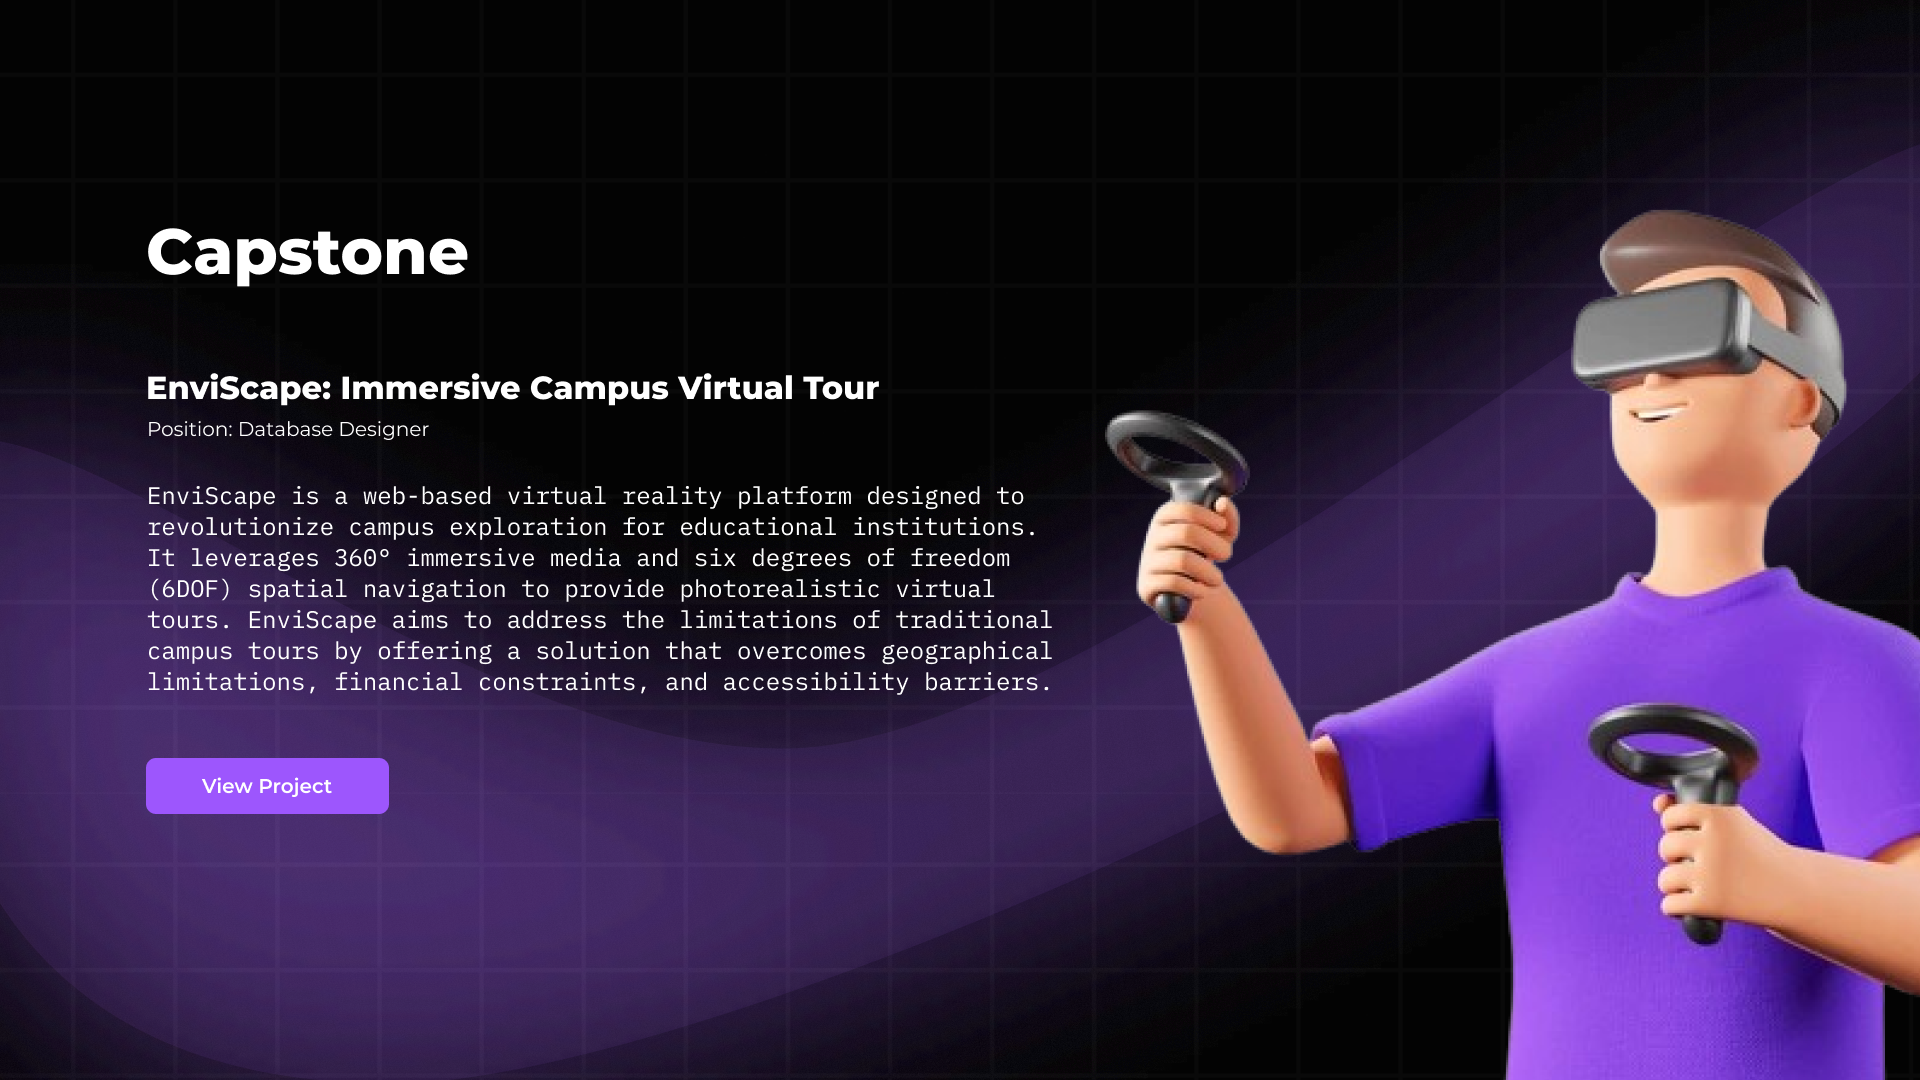 Capstone
EnviScape: Immersive Campus Virtual Tour
Position: Database Designer
EnviScape is a web-based virtual reality platform designed to
revolutionize campus exploration for educational institutions.
It leverages 360° immersive media and six degrees of freedom
(6DOF) spatial navigation to provide photorealistic virtual
tours. EnviScape aims to address the limitations of traditional
campus tours by offering a solution that overcomes geographical
limitations, financial constraints, and accessibility barriers.
View Project